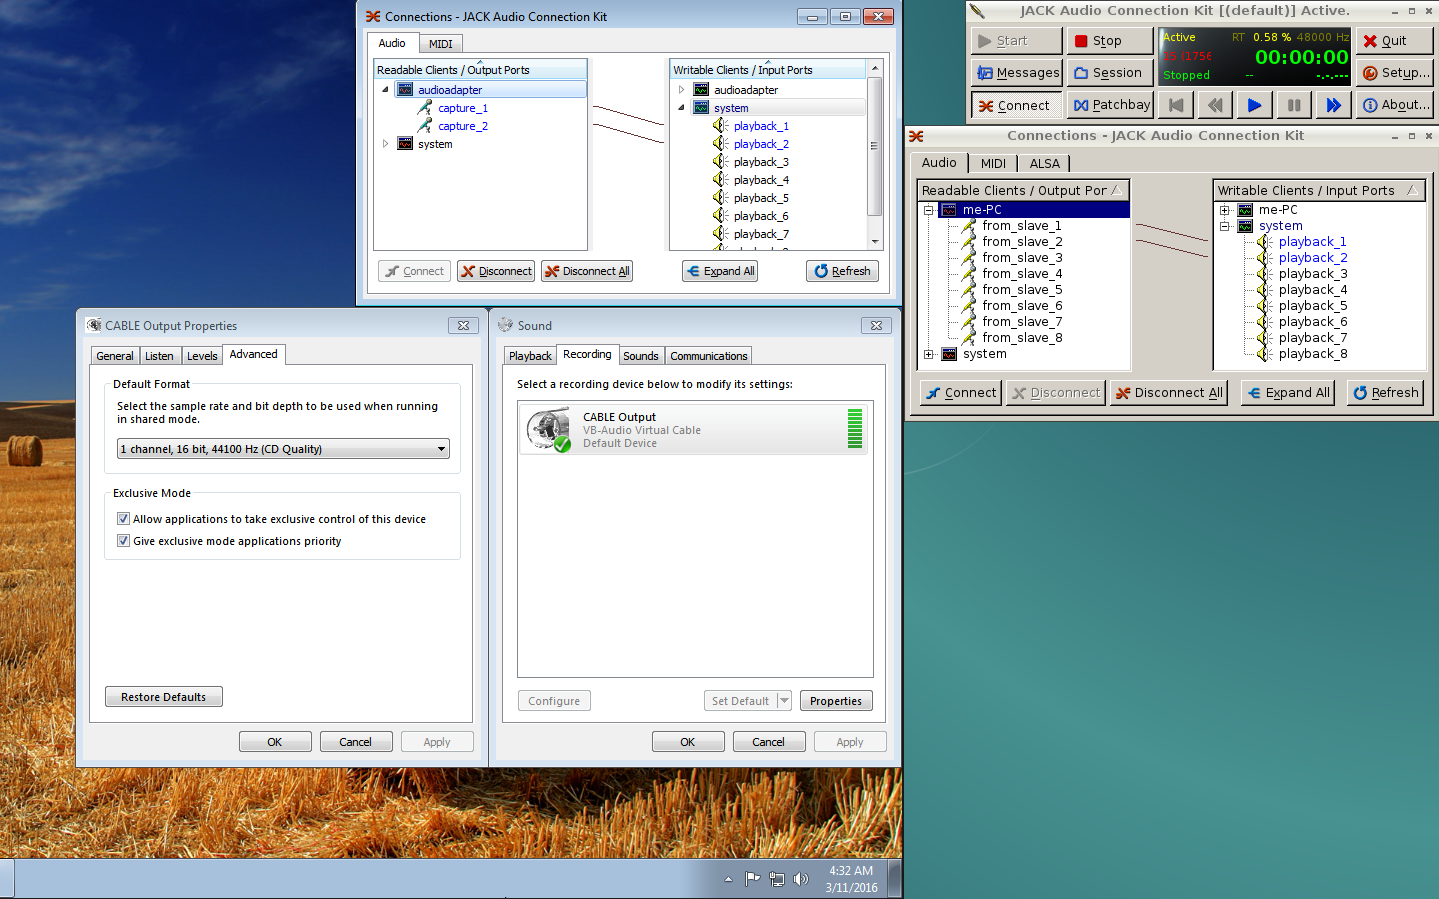 Connections - JACK Audio Connection Kit
Audio
MIDI
Readable Clients / Output Ports
audioadapter
capture_1
capture_2
system
Writable Clients / Input Ports
audioadapter
system
playback_1
playback_2
playback_3
playback_4
playback_5
playback_6
playback_7
Connect
Disconnect
Disconnect All
Expand All
Refresh
JACK Audio Connection Kit [(default)] Active.
Start
Stop
Active
RT
0.58 %
48000 Hz
00:00:00
Stopped
--
-.-.---
Quit
Messages
Session
Setup...
Connect
Patchbay
About...
Connections - JACK Audio Connection Kit
Audio
MIDI
ALSA
Readable Clients / Output Por
me-PC
from_slave_1
from_slave_2
from_slave_3
from_slave_4
from_slave_5
from_slave_6
from_slave_7
from_slave_8
system
Writable Clients / Input Ports
me-PC
system
playback_1
playback_2
playback_3
playback_4
playback_5
playback_6
playback_7
playback_8
Connect
Disconnect
Disconnect All
Expand All
Refresh
CABLE Output Properties
General
Listen
Levels
Advanced
Default Format
Select the sample rate and bit depth to be used when running
in shared mode.
1 channel, 16 bit, 44100 Hz (CD Quality)
Exclusive Mode
Allow applications to take exclusive control of this device
Give exclusive mode applications priority
Restore Defaults
OK
Cancel
Apply
Sound
Playback
Recording
Sounds
Communications
Select a recording device below to modify its settings:
CABLE Output
VB-Audio Virtual Cable
Default Device
Configure
Set Default
Properties
OK
Cancel
Apply
4:32 AM
3/11/2016